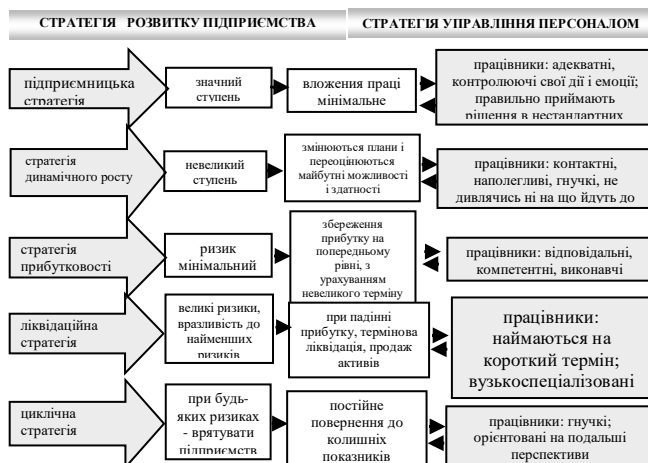 СТРАТЕГІЯ РОЗВИТКУ ПІДПРИЄМСТВА
СТРАТЕГІЯ УПРАВЛІННЯ ПЕРСОНАЛОМ
підприємницька
стратегія
значний
ступень
вложения праці
мінімальне
працівники: адекватні,
контролюючі свої дії і емоції;
правильно приймають
рішення в нестандартних
стратегія
динамічного росту
невеликий
ступень
змінюються плани і
переоцінюються
майбутні можливості
і здатності
працівники: контактні,
наполегливі, гнучкі, не
дивлячись ні на що йдуть до
стратегія
прибутковості
ризик
мінімальний
збереження
прибутку на
попередньому
рівні, з
урахуванням
невеликого терміну
працівники: відповідальні,
компетентні, виконавчі
ліквідаційна
стратегія
великі ризики,
вразливість до
найменших
ризиків
при падінні
прибутку, термінова
ліквідація, продаж
активів
працівники:
наймаються на
короткий термін;
вузькоспеціалізовані
циклічна
стратегія
при будь-
яких ризиках
- врятувати
підприємств
постійне
повернення до
колишніх
показників
працівники: гнучкі;
орієнтовані на подальші
перспективи